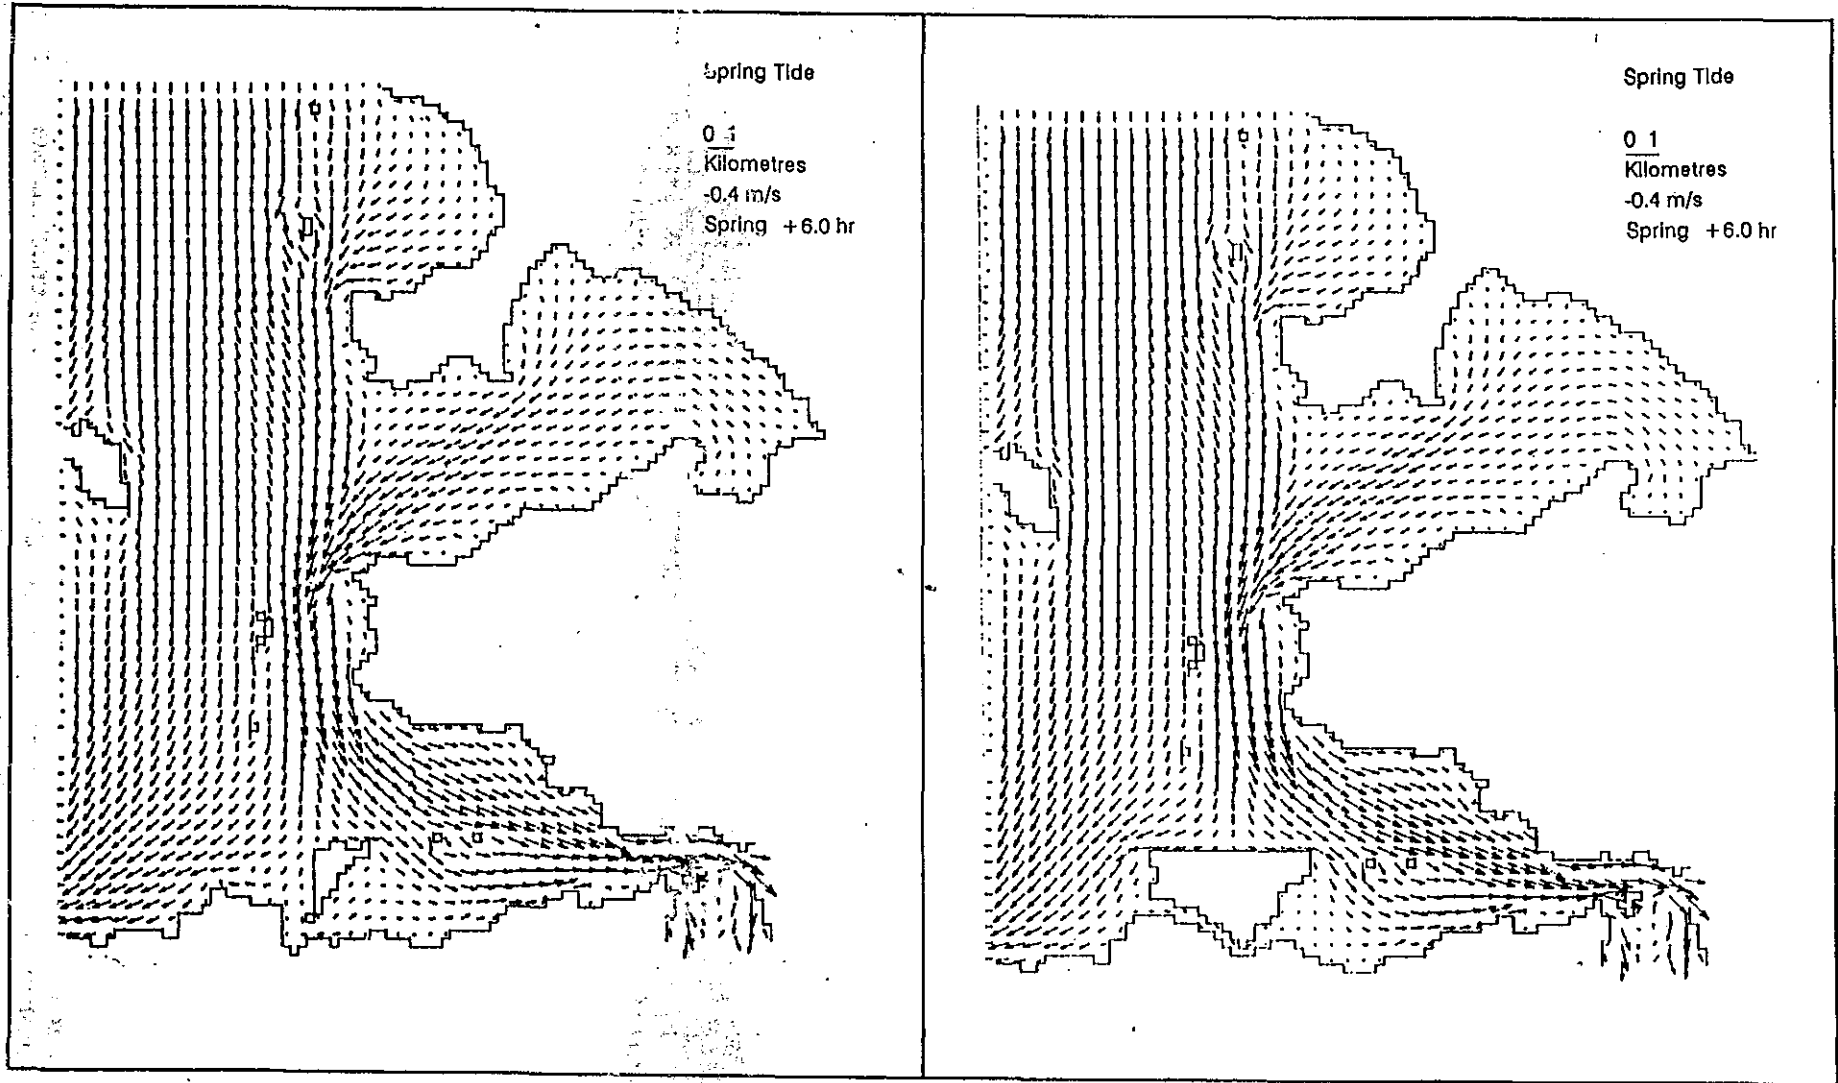 Spring Tide
0 1
Kilometres
-0.4 m/s
Spring +6.0 hr
Spring Tide
0 1
Kilometres
-0.4 m/s
Spring +6.0 hr